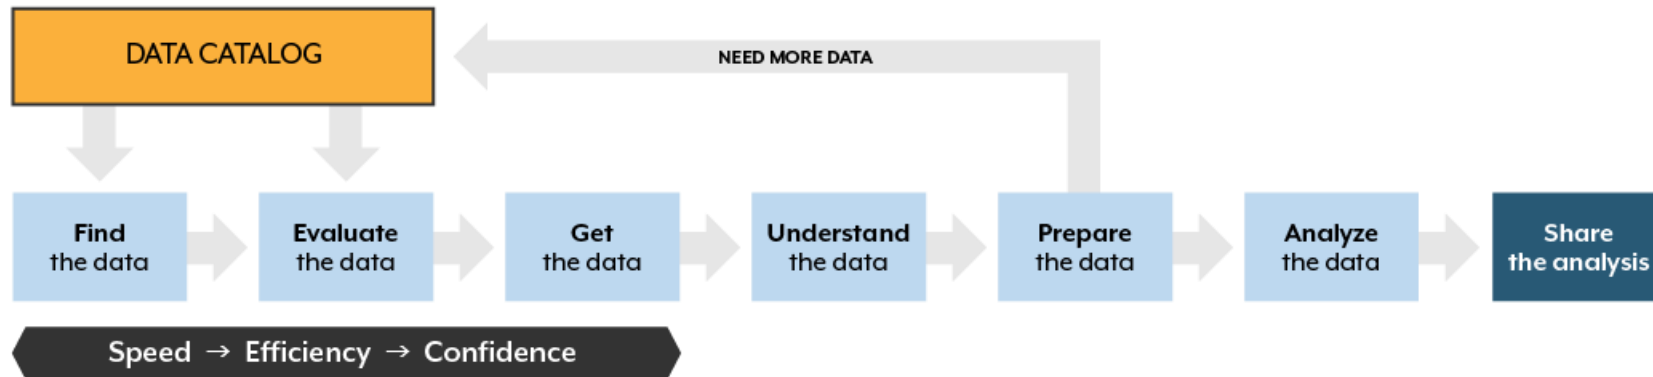 DATA CATALOG
NEED MORE DATA
Find
the data
Evaluate
the data
Get
the data
Understand
the data
Prepare
the data
Analyze
the data
Share
the analysis
Speed → Efficiency → Confidence